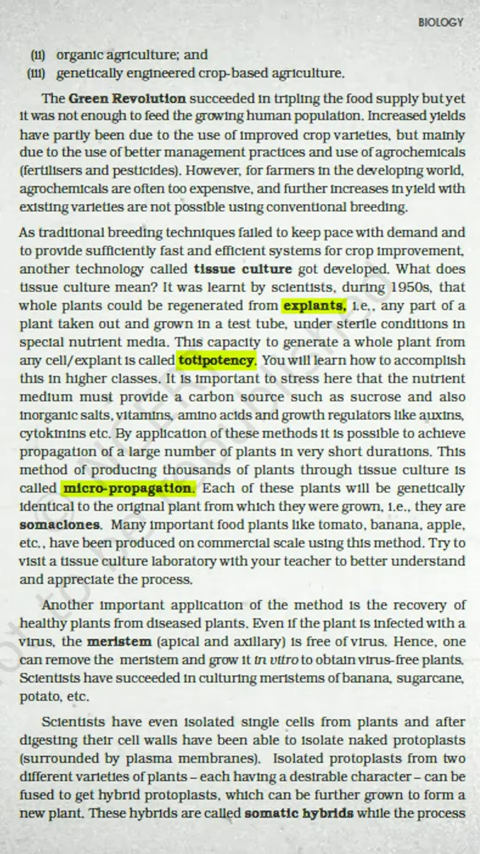 BIOLOGY
(ii) organic agriculture; and
(iii) genetically engineered crop-based agriculture.
The Green Revolution succeeded in tripling the food supply but yet
it was not enough to feed the growing human population. Increased yields
have partly been due to the use of improved crop varieties, but mainly
due to the use of better management practices and use of agrochemicals
(fertilisers and pesticides). However, for farmers in the developing world,
agrochemicals are often too expensive, and further increases in yield with
existing varieties are not possible using conventional breeding.
As traditional breeding techniques failed to keep pace with demand and
to provide sufficiently fast and efficient systems for crop improvement,
another technology called tissue culture got developed. What does
tissue culture mean? It was learnt by scientists, during 1950s, that
whole plants could be regenerated from explants, i.e., any part of a
plant taken out and grown in a test tube, under sterile conditions in
special nutrient media. This capacity to generate a whole plant from
any cell/explant is called totipotency. You will learn how to accomplish
this in higher classes. It is important to stress here that the nutrient
medium must provide a carbon source such as sucrose and also
inorganic salts, vitamins, amino acids and growth regulators like auxins,
cytokinins etc. By application of these methods it is possible to achieve
propagation of a large number of plants in very short durations. This
method of producing thousands of plants through tissue culture is
called micro-propagation. Each of these plants will be genetically
identical to the original plant from which they were grown, i.e., they are
somaclones. Many important food plants like tomato, banana, apple,
etc., have been produced on commercial scale using this method. Try to
visit a tissue culture laboratory with your teacher to better understand
and appreciate the process.
Another important application of the method is the recovery of
healthy plants from diseased plants. Even if the plant is infected with a
virus, the meristem (apical and axillary) is free of virus. Hence, one
can remove the meristem and grow it in vitro to obtain virus-free plants.
Scientists have succeeded in culturing meristems of banana, sugarcane,
potato, etc.
Scientists have even isolated single cells from plants and after
digesting their cell walls have been able to isolate naked protoplasts
(surrounded by plasma membranes). Isolated protoplasts from two
different varieties of plants – each having a desirable character – can be
fused to get hybrid protoplasts, which can be further grown to form a
new plant. These hybrids are called somatic hybrids while the process